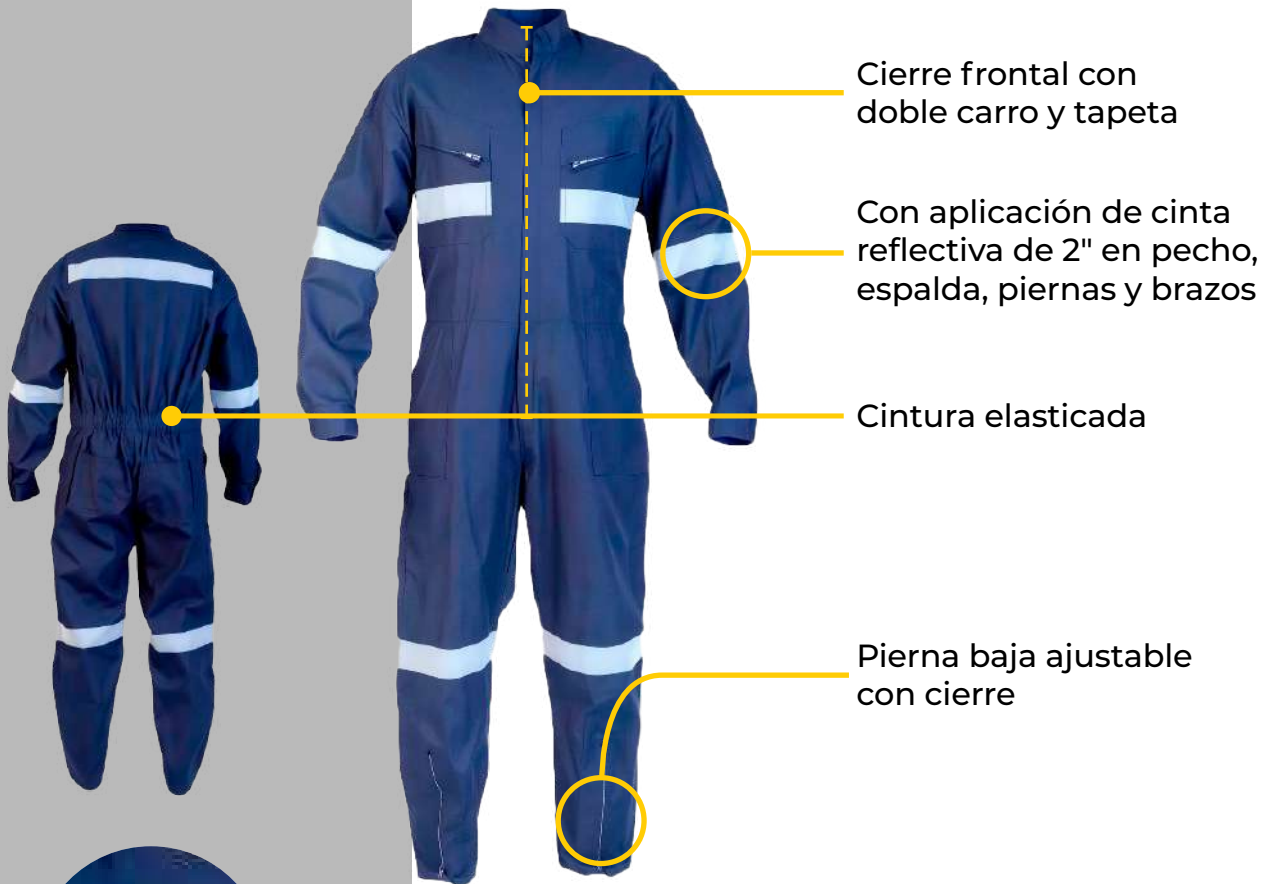 Cierre frontal con
doble carro y tapeta
Con aplicación de cinta
reflectiva de 2" en pecho,
espalda, piernas y brazos
Cintura elasticada
Pierna baja ajustable
con cierre